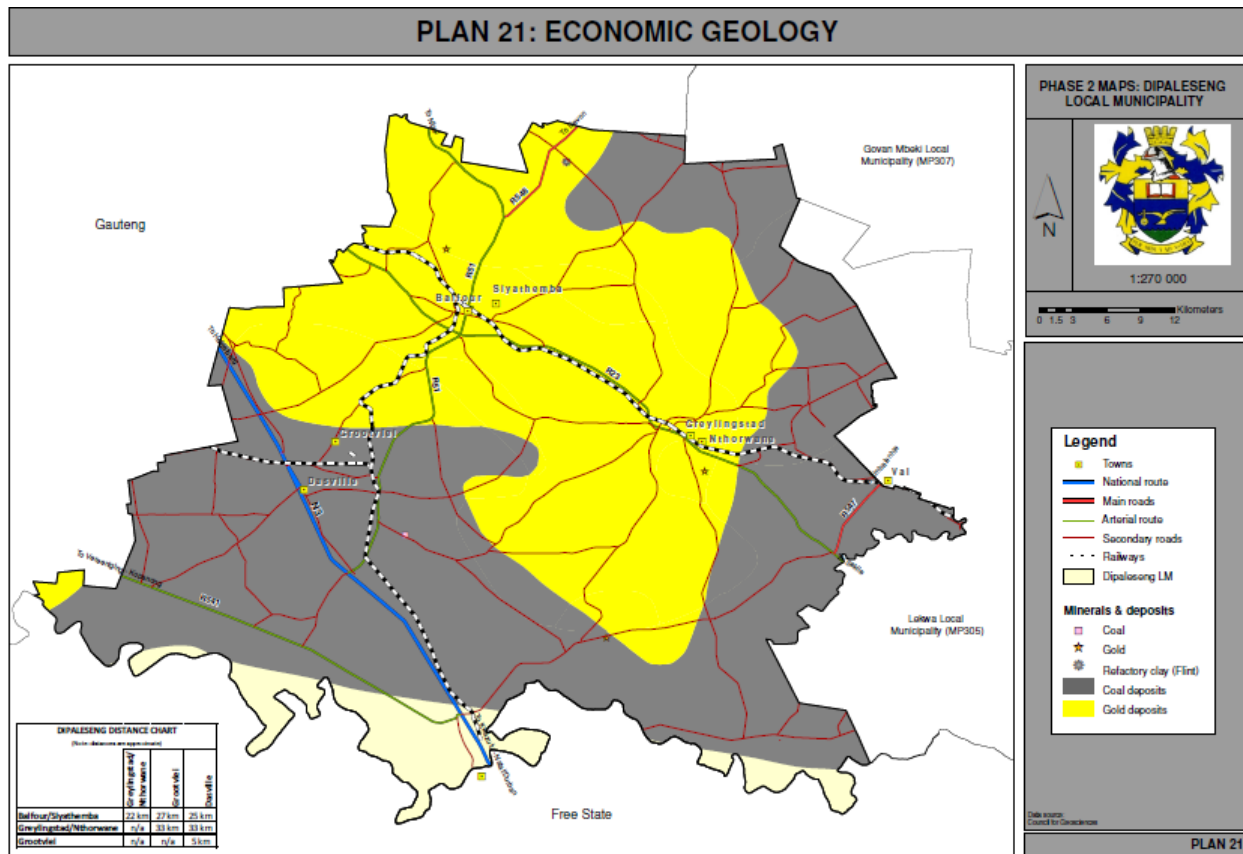 PLAN 21: ECONOMIC GEOLOGY
PHASE 2 MAPS: DIPALESENG
LOCAL MUNICIPALITY
N
1:270 000
Kilometers
0 1.5 3 6 9 12
Govan Mbeki Local
Municipality (MP307)
Gauteng
R548
R51
Siyathemba
Balfour
R23
R51
Greylingstad
Nthorwane
Grootvlei
Val
Dasville
N3
R547
Lekwa Local
Municipality (MP305)
Free State
Legend
Towns
National route
Main roads
Arterial route
Secondary roads
Railways
Dipaleseng LM
Minerals & deposits
Coal
Gold
Refactory clay (Flint)
Coal deposits
Gold deposits
DIPALESENG DISTANCE CHART
(Note: distances are approximate)
Greylingstad/ Nthorwane
Grootvlei
Dasville
Balfour/Siyathemba 22 km 27 km 25 km
Greylingstad/Nthorwane n/a 33 km 33 km
Grootvlei n/a n/a 5 km
Data source:
Council for Geosciences
PLAN 21